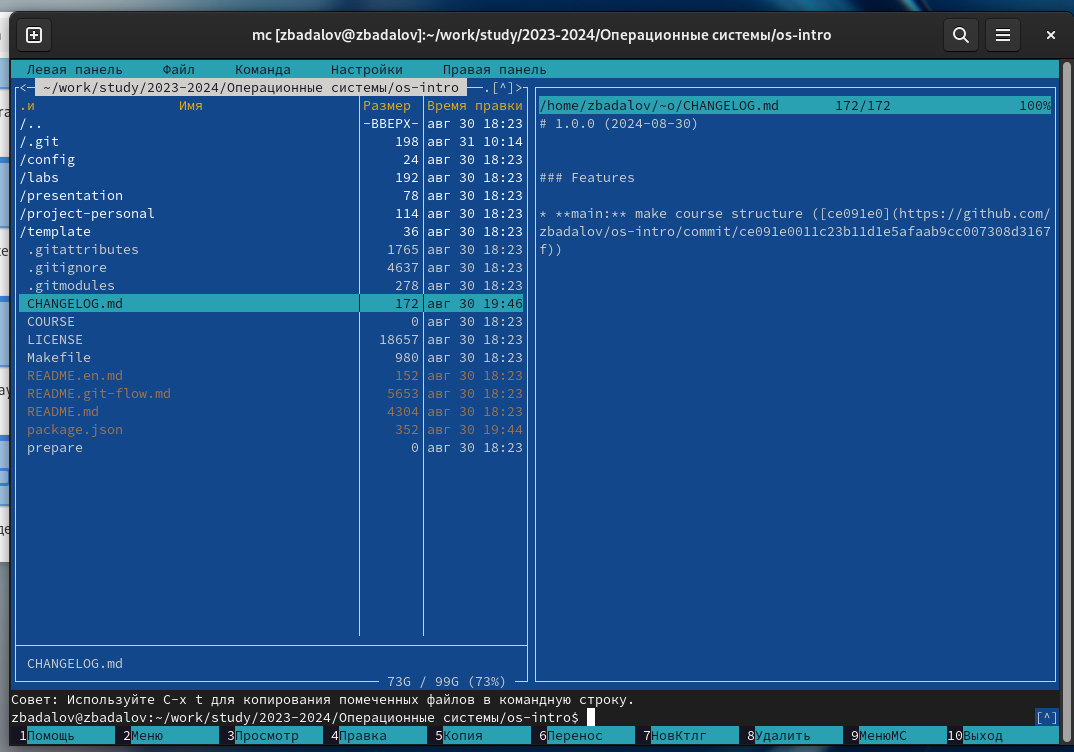 mc [zbadalov@zbadalov]:~/work/study/2023-2024/Операционные системы/os-intro
Левая панель Файл Команда Настройки Правая панель
<─ ~/work/study/2023-2024/Операционные системы/os-intro ──.[^]>
.и Имя Размер Время правки
/.. -ВВЕРХ- авг 30 18:23
/.git 198 авг 31 10:14
/config 24 авг 30 18:23
/labs 192 авг 30 18:23
/presentation 78 авг 30 18:23
/project-personal 114 авг 30 18:23
/template 36 авг 30 18:23
.gitattributes 1765 авг 30 18:23
.gitignore 4637 авг 30 18:23
.gitmodules 278 авг 30 18:23
CHANGELOG.md 172 авг 30 19:46
COURSE 0 авг 30 18:23
LICENSE 18657 авг 30 18:23
Makefile 980 авг 30 18:23
README.en.md 152 авг 30 18:23
README.git-flow.md 5653 авг 30 18:23
README.md 4304 авг 30 18:23
package.json 352 авг 30 19:44
prepare 0 авг 30 18:23
CHANGELOG.md
73G / 99G (73%)
/home/zbadalov/~o/CHANGELOG.md 172/172 100%
# 1.0.0 (2024-08-30)
### Features
* **main:** make course structure ([ce091e0](https://github.com/
zbadalov/os-intro/commit/ce091e0011c23b11d1e5afaab9cc007308d3167
f))
Совет: Используйте C-x t для копирования помеченных файлов в командную строку.
zbadalov@zbadalov:~/work/study/2023-2024/Операционные системы/os-intro$ [^]
1Помощь 2Меню 3Просмотр 4Правка 5Копия 6Перенос 7НовКтлг 8Удалить 9МенюМС 10Выход